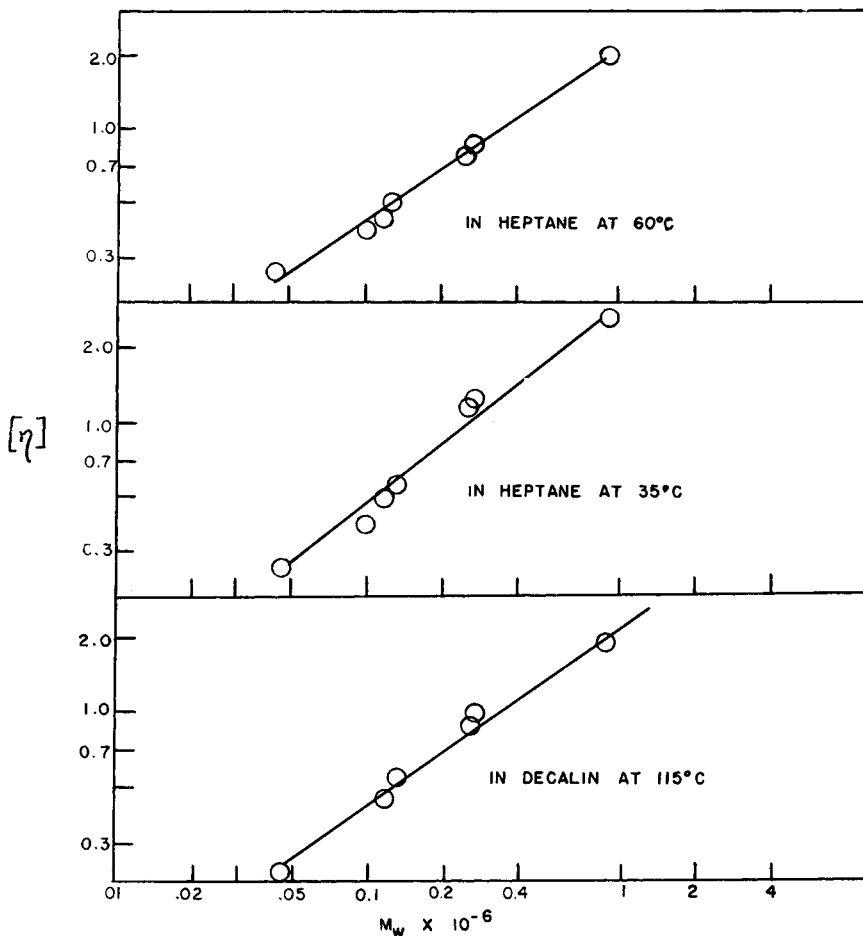 2.0
1.0
0.7
IN HEPTANE AT 60°C
0.3
2.0
1.0
[η]
0.7
IN HEPTANE AT 35°C
0.3
2.0
1.0
0.7
IN DECALIN AT 115°C
0.3
.01 .02 .05 0.1 0.2 0.4 1 2 4
M_w X 10^-6